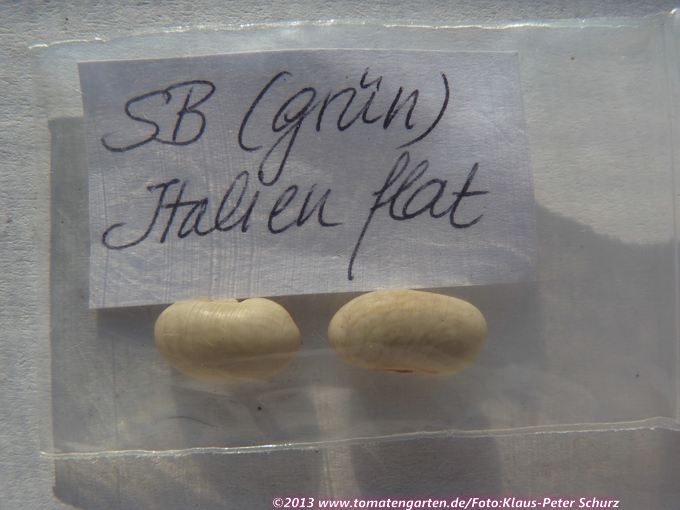 SB (grün)
Italien flat
©2013 www.tomatengarten.de/Foto:Klaus-Peter Schurz